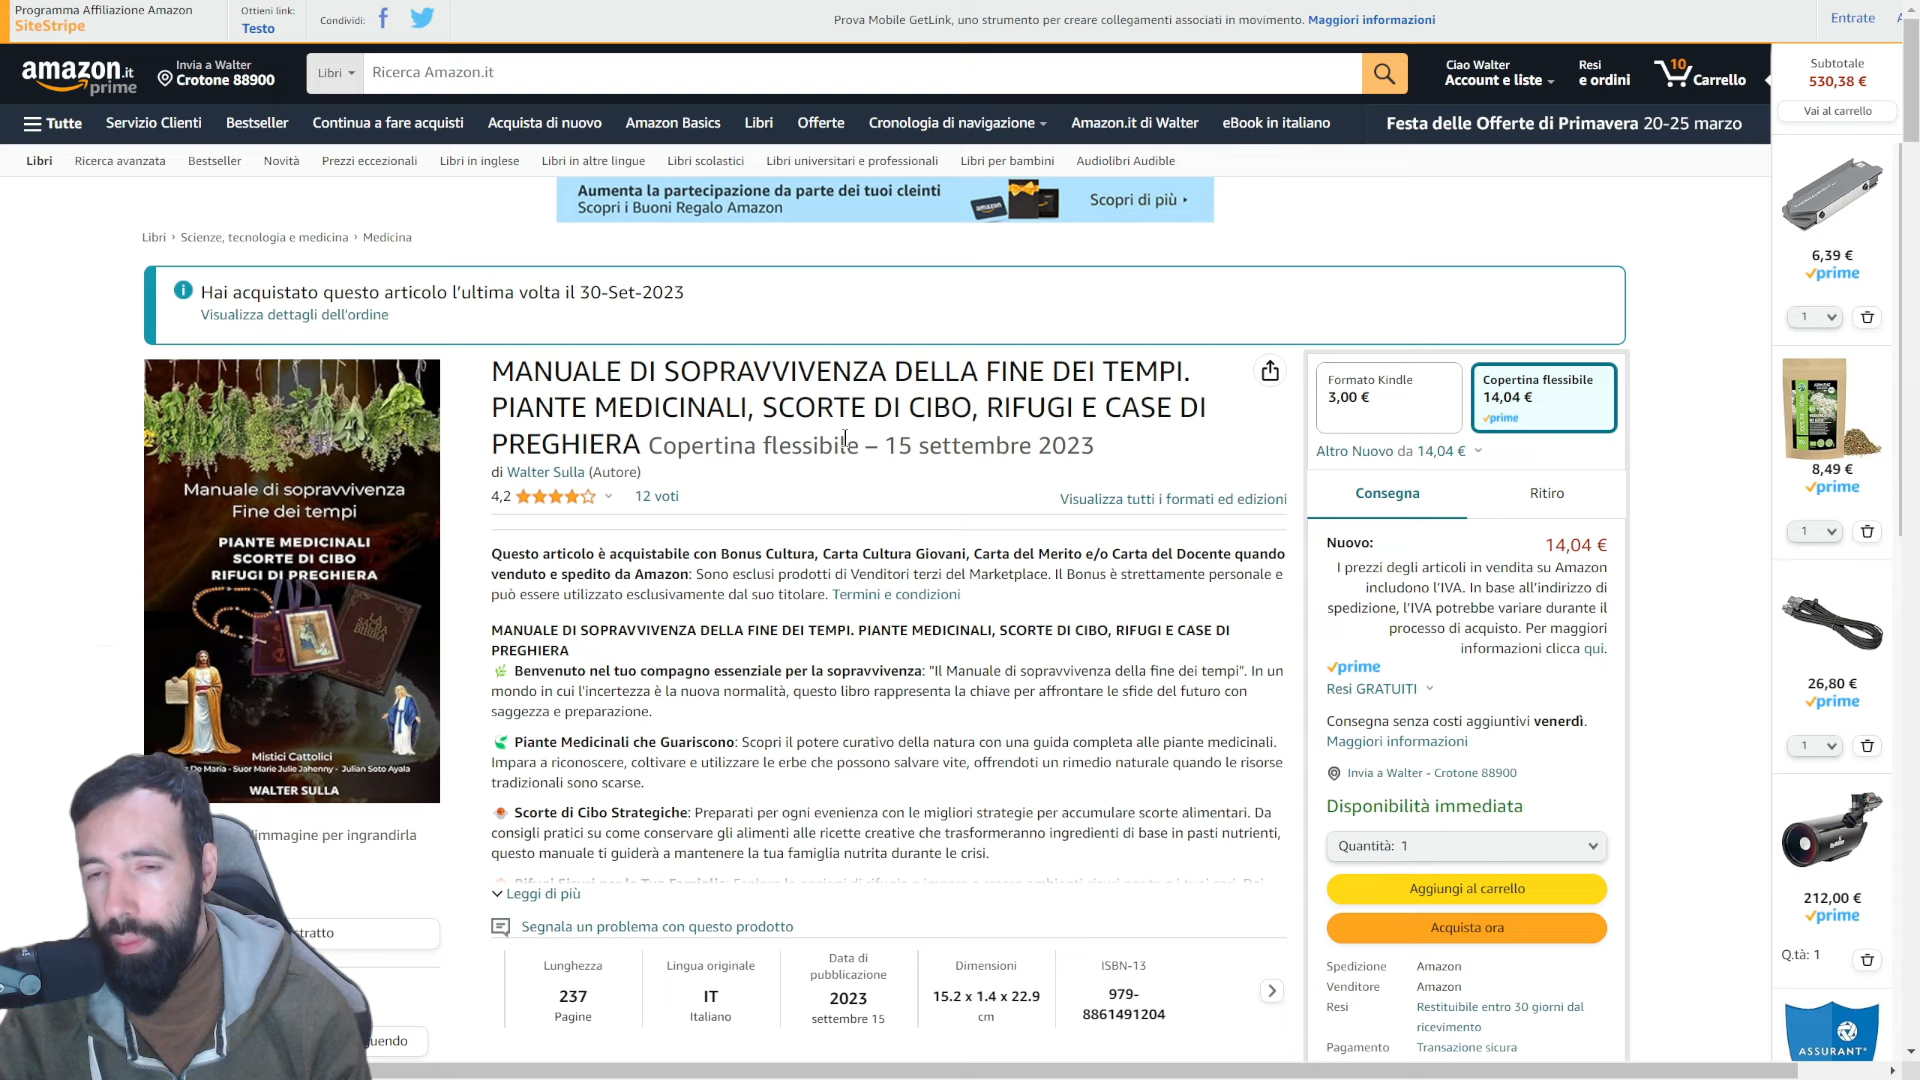 Programma Affiliazione Amazon
SiteStripe
Ottieni link:
Testo
Condividi:
Prova Mobile GetLink, uno strumento per creare collegamenti associati in movimento. Maggiori informazioni
Entrate
amazon.it
prime
Invia a Walter
Crotone 88900
Libri
Ricerca Amazon.it
Ciao Walter
Account e liste
Resi
e ordini
10
Carrello
Tutte
Servizio Clienti
Bestseller
Continua a fare acquisti
Acquista di nuovo
Amazon Basics
Libri
Offerte
Cronologia di navigazione
Amazon.it di Walter
eBook in italiano
Festa delle Offerte di Primavera 20-25 marzo
Libri
Ricerca avanzata
Bestseller
Novità
Prezzi eccezionali
Libri in inglese
Libri in altre lingue
Libri scolastici
Libri universitari e professionali
Libri per bambini
Audiolibri Audible
Aumenta la partecipazione da parte dei tuoi cleinti
Scopri i Buoni Regalo Amazon
amazon
Scopri di più ›
Libri › Scienze, tecnologia e medicina › Medicina
Hai acquistato questo articolo l'ultima volta il 30-Set-2023
Visualizza dettagli dell'ordine
Manuale di sopravvivenza
Fine dei tempi
PIANTE MEDICINALI
SCORTE DI CIBO
RIFUGI DI PREGHIERA
LA SACRA BIBBIA
Mistici Cattolici
De Maria - Suor Marie Julie Jahenny - Julian Soto Ayala
WALTER SULLA
l'immagine per ingrandirla
MANUALE DI SOPRAVVIVENZA DELLA FINE DEI TEMPI.
PIANTE MEDICINALI, SCORTE DI CIBO, RIFUGI E CASE DI
PREGHIERA Copertina flessibile – 15 settembre 2023
di Walter Sulla (Autore)
4,2
12 voti
Visualizza tutti i formati ed edizioni
Questo articolo è acquistabile con Bonus Cultura, Carta Cultura Giovani, Carta del Merito e/o Carta del Docente quando
venduto e spedito da Amazon: Sono esclusi prodotti di Venditori terzi del Marketplace. Il Bonus è strettamente personale e
può essere utilizzato esclusivamente dal suo titolare. Termini e condizioni
MANUALE DI SOPRAVVIVENZA DELLA FINE DEI TEMPI. PIANTE MEDICINALI, SCORTE DI CIBO, RIFUGI E CASE DI
PREGHIERA
Benvenuto nel tuo compagno essenziale per la sopravvivenza: "Il Manuale di sopravvivenza della fine dei tempi". In un
mondo in cui l'incertezza è la nuova normalità, questo libro rappresenta la chiave per affrontare le sfide del futuro con
saggezza e preparazione.
Piante Medicinali che Guariscono: Scopri il potere curativo della natura con una guida completa alle piante medicinali.
Impara a riconoscere, coltivare e utilizzare le erbe che possono salvare vite, offrendoti un rimedio naturale quando le risorse
tradizionali sono scarse.
Scorte di Cibo Strategiche: Preparati per ogni evenienza con le migliori strategie per accumulare scorte alimentari. Da
consigli pratici su come conservare gli alimenti alle ricette creative che trasformeranno ingredienti di base in pasti nutrienti,
questo manuale ti guiderà a mantenere la tua famiglia nutrita durante le crisi.
Leggi di più
Segnala un problema con questo prodotto
Lunghezza
237
Pagine
Lingua originale
IT
Italiano
Data di
pubblicazione
2023
settembre 15
Dimensioni
15.2 x 1.4 x 22.9
cm
ISBN-13
979-
8861491204
Formato Kindle
3,00 €
Copertina flessibile
14,04 €
prime
Altro Nuovo da 14,04 €
Consegna
Ritiro
Nuovo:
14,04 €
I prezzi degli articoli in vendita su Amazon
includono l'IVA. In base all'indirizzo di
spedizione, l'IVA potrebbe variare durante il
processo di acquisto. Per maggiori
informazioni clicca qui.
prime
Resi GRATUITI
Consegna senza costi aggiuntivi venerdì.
Maggiori informazioni
Invia a Walter - Crotone 88900
Disponibilità immediata
Quantità: 1
Aggiungi al carrello
Acquista ora
Spedizione Amazon
Venditore Amazon
Resi Restituibile entro 30 giorni dal
ricevimento
Pagamento Transazione sicura
Subtotale
530,38 €
Vai al carrello
6,39 €
prime
1
8,49 €
prime
1
26,80 €
prime
1
212,00 €
prime
Q.tà: 1
ASSURANT